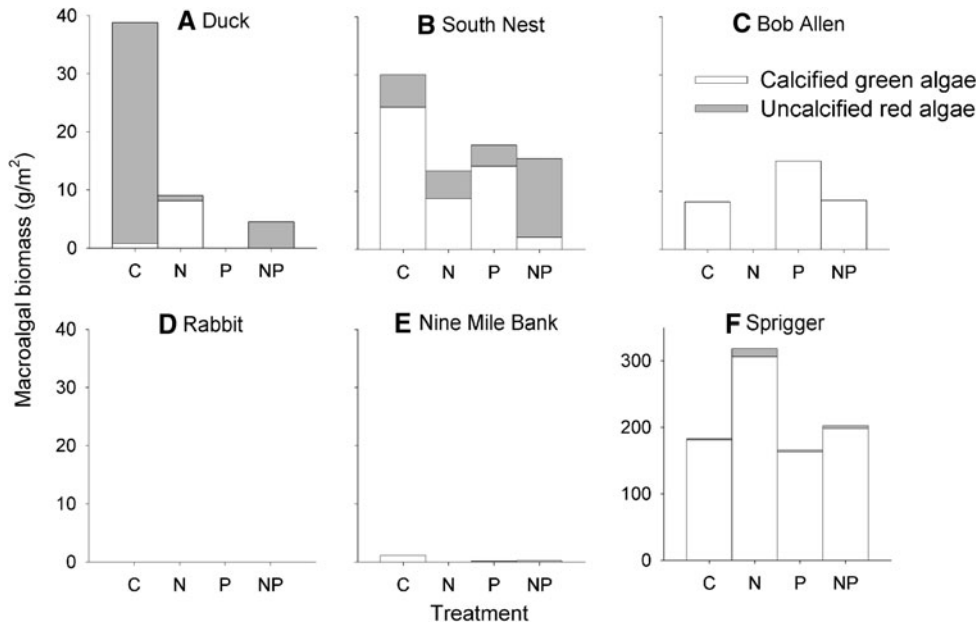 A Duck
B South Nest
C Bob Allen
Calcified green algae
Uncalcified red algae
40
30
20
10
0
C N P NP
C N P NP
C N P NP
Macroalgal biomass (g/m²)
D Rabbit
E Nine Mile Bank
F Sprigger
40
30
20
10
0
300
200
100
0
C N P NP
C N P NP
C N P NP
Treatment